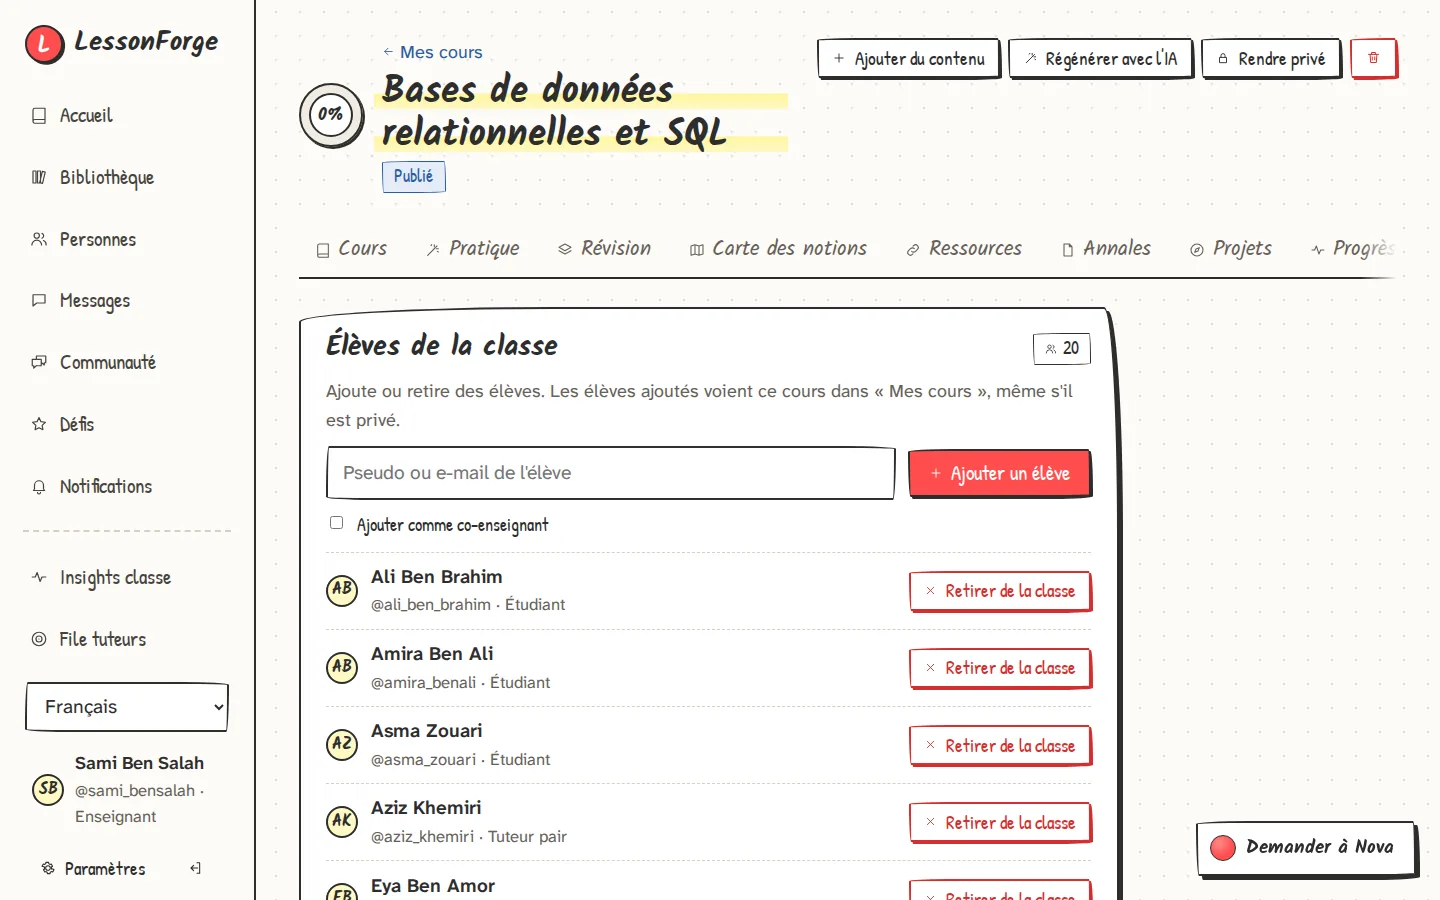 L LessonForge
Accueil
Bibliothèque
Personnes
Messages
Communauté
Défis
Notifications
Insights classe
File tuteurs
Français
SB
Sami Ben Salah
@sami_bensalah ·
Enseignant
Paramètres
← Mes cours
0%
Bases de données
relationnelles et SQL
Publié
+ Ajouter du contenu
Régénérer avec l'IA
Rendre privé
Cours
Pratique
Révision
Carte des notions
Ressources
Annales
Projets
Progrès
Élèves de la classe
20
Ajoute ou retire des élèves. Les élèves ajoutés voient ce cours dans « Mes cours », même s'il
est privé.
Pseudo ou e-mail de l'élève
+ Ajouter un élève
Ajouter comme co-enseignant
AB
Ali Ben Brahim
@ali_ben_brahim · Étudiant
× Retirer de la classe
AB
Amira Ben Ali
@amira_benali · Étudiant
× Retirer de la classe
AZ
Asma Zouari
@asma_zouari · Étudiant
× Retirer de la classe
AK
Aziz Khemiri
@aziz_khemiri · Tuteur pair
× Retirer de la classe
EB
Eya Ben Amor
Retirer de la classe
Demander à Nova